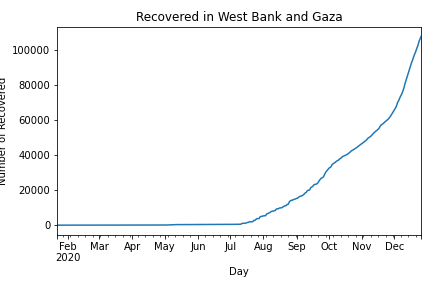 Recovered in West Bank and Gaza
100000
80000
60000
40000
20000
0
Number of Recovered
Feb Mar Apr May Jun Jul Aug Sep Oct Nov Dec
2020
Day